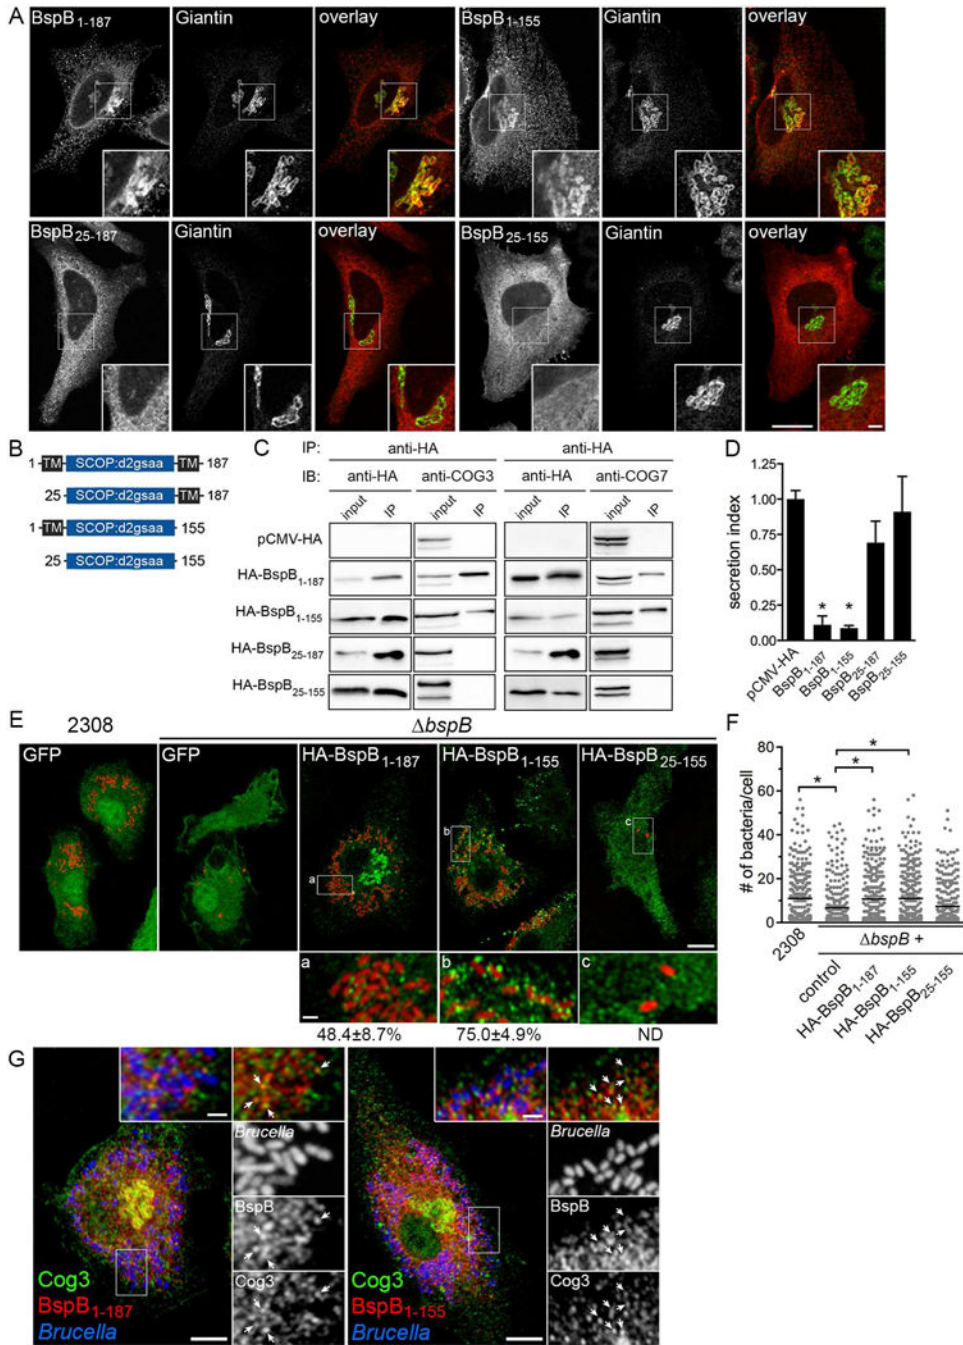 A
BspB1-187 Giantin overlay BspB1-155 Giantin overlay
BspB25-187 Giantin overlay BspB25-155 Giantin overlay
B
1 TM SCOP:d2gsaa TM 187
25 SCOP:d2gsaa TM 187
1 TM SCOP:d2gsaa 155
25 SCOP:d2gsaa 155
C
IP: anti-HA anti-HA
IB: anti-HA anti-COG3 anti-HA anti-COG7
input IP input IP input IP input IP
pCMV-HA
HA-BspB1-187
HA-BspB1-155
HA-BspB25-187
HA-BspB25-155
D
secretion index
1.25
1.00
0.75
0.50
0.25
0.00
* *
pCMV-HA
BspB1-187
BspB1-155
BspB25-187
BspB25-155
E
2308 ΔbspB
GFP GFP HA-BspB1-187 HA-BspB1-155 HA-BspB25-155
a b c
a b c
48.4±8.7% 75.0±4.9% ND
F
# of bacteria/cell
80
60
40
20
0
* * *
2308
ΔbspB +
control
HA-BspB1-187
HA-BspB1-155
HA-BspB25-155
G
Brucella
BspB
Cog3
Cog3
BspB1-187
Brucella
Brucella
BspB
Cog3
Cog3
BspB1-155
Brucella